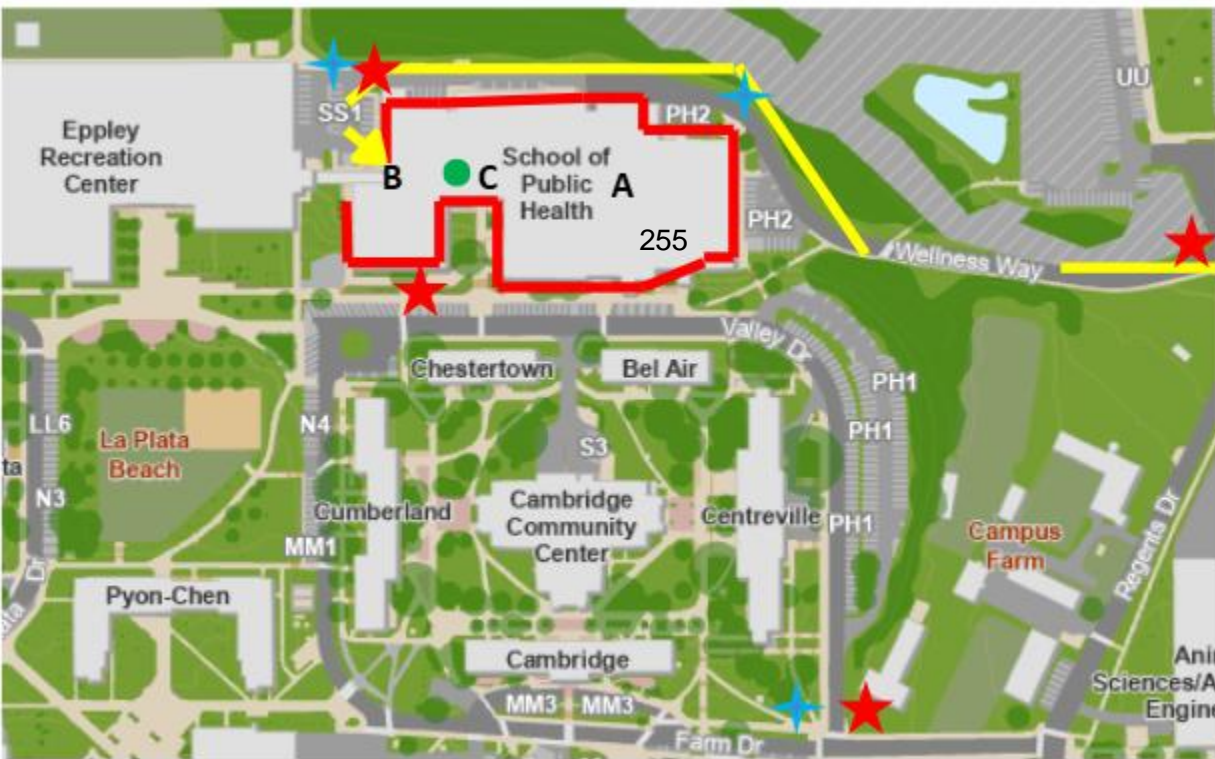 UU
SS1
PH2
Eppley
Recreation
Center
School of
Public
Health
B
C
A
PH2
255
Wellness Way
Valley Dr
Chestertown
Bel Air
PH1
LL6
La Plata
Beach
N4
PH1
S3
N3
Cumberland
Cambridge
Community
Center
Centreville
PH1
Campus
Farm
Regents Dr
MM1
Dr
Pyon-Chen
Cambridge
MM3
MM3
Farm Dr
Sciences/A
Engine